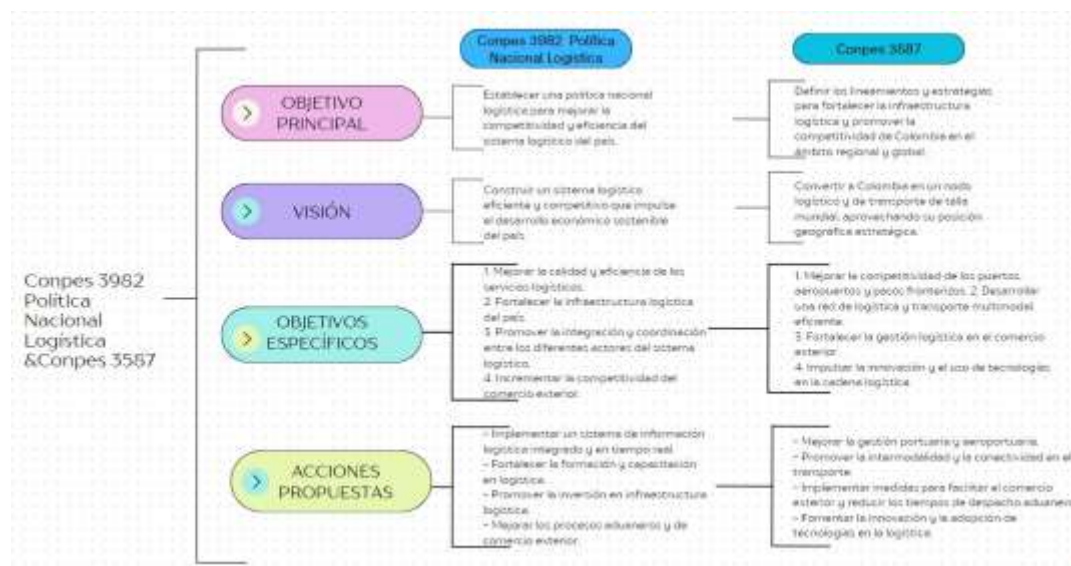 Conpes 3982 Política
Nacional Logística
Conpes 3587
OBJETIVO
PRINCIPAL
Establecer una política nacional
logística para mejorar la
competitividad y eficiencia del
sistema logístico del país.
Definir los lineamientos y estrategias
para fortalecer la infraestructura
logística y promover la
competitividad de Colombia en el
ámbito regional y global.
VISIÓN
Construir un sistema logístico
eficiente y competitivo que impulse
el desarrollo económico sostenible
del país.
Convertir a Colombia en un nodo
logístico y de transporte de talla
mundial, aprovechando su posición
geográfica estratégica.
Conpes 3982
Política
Nacional
Logística
&Conpes 3587
OBJETIVOS
ESPECÍFICOS
1. Mejorar la calidad y eficiencia de los
servicios logísticos.
2. Fortalecer la infraestructura logística
del país.
3. Promover la integración y coordinación
entre los diferentes actores del sistema
logístico.
4. Incrementar la competitividad del
comercio exterior.
1. Mejorar la competitividad de los puertos,
aeropuertos y pasos fronterizos. 2. Desarrollar
una red de logística y transporte multimodal
eficiente.
3. Fortalecer la gestión logística en el comercio
exterior.
4. Impulsar la innovación y el uso de tecnologías
en la cadena logística.
ACCIONES
PROPUESTAS
- Implementar un sistema de información
logística integrado y en tiempo real.
- Fortalecer la formación y capacitación
en logística.
- Promover la inversión en infraestructura
logística.
- Mejorar los procesos aduaneros y de
comercio exterior.
- Mejorar la gestión portuaria y aeroportuaria.
- Promover la intermodalidad y la conectividad en el
transporte.
- Implementar medidas para facilitar el comercio
exterior y reducir los tiempos de despacho aduaner
- Fomentar la innovación y la adopción de
tecnologías en la logística.